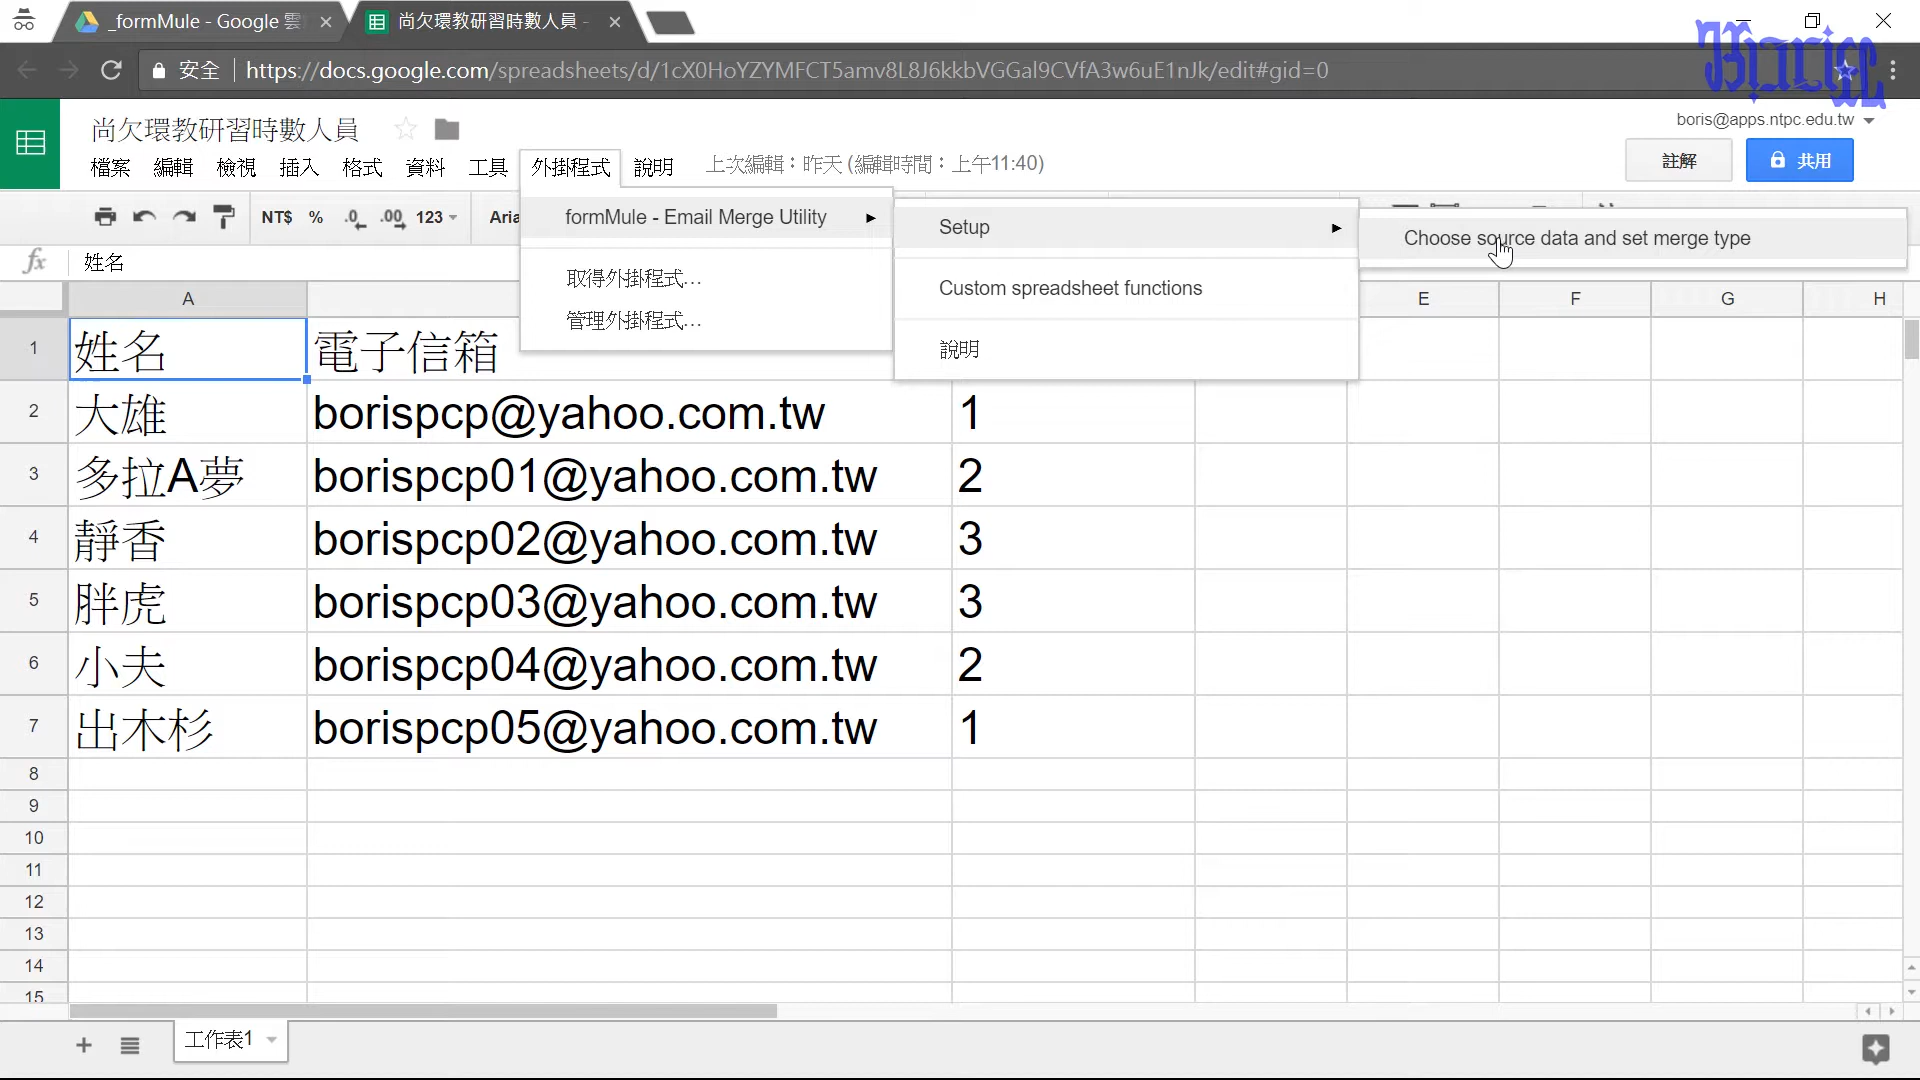 _formMule - Google 雲
尚欠環教研習時數人員 -
安全 https://docs.google.com/spreadsheets/d/1cX0HoYZYMFCT5amv8L8J6kkbVGGal9CVfA3w6uE1nJk/edit#gid=0
尚欠環教研習時數人員
boris@apps.ntpc.edu.tw
檔案 編輯 檢視 插入 格式 資料 工具 外掛程式 說明 上次編輯：昨天 (編輯時間：上午11:40)
註解 共用
NT$ % .0 .00 123 Aria
formMule - Email Merge Utility
取得外掛程式…
管理外掛程式…
Setup
Custom spreadsheet functions
說明
Choose source data and set merge type
fx 姓名
A E F G H
1 姓名 電子信箱
2 大雄 borispcp@yahoo.com.tw 1
3 多拉A夢 borispcp01@yahoo.com.tw 2
4 靜香 borispcp02@yahoo.com.tw 3
5 胖虎 borispcp03@yahoo.com.tw 3
6 小夫 borispcp04@yahoo.com.tw 2
7 出木杉 borispcp05@yahoo.com.tw 1
8
9
10
11
12
13
14
15
工作表1